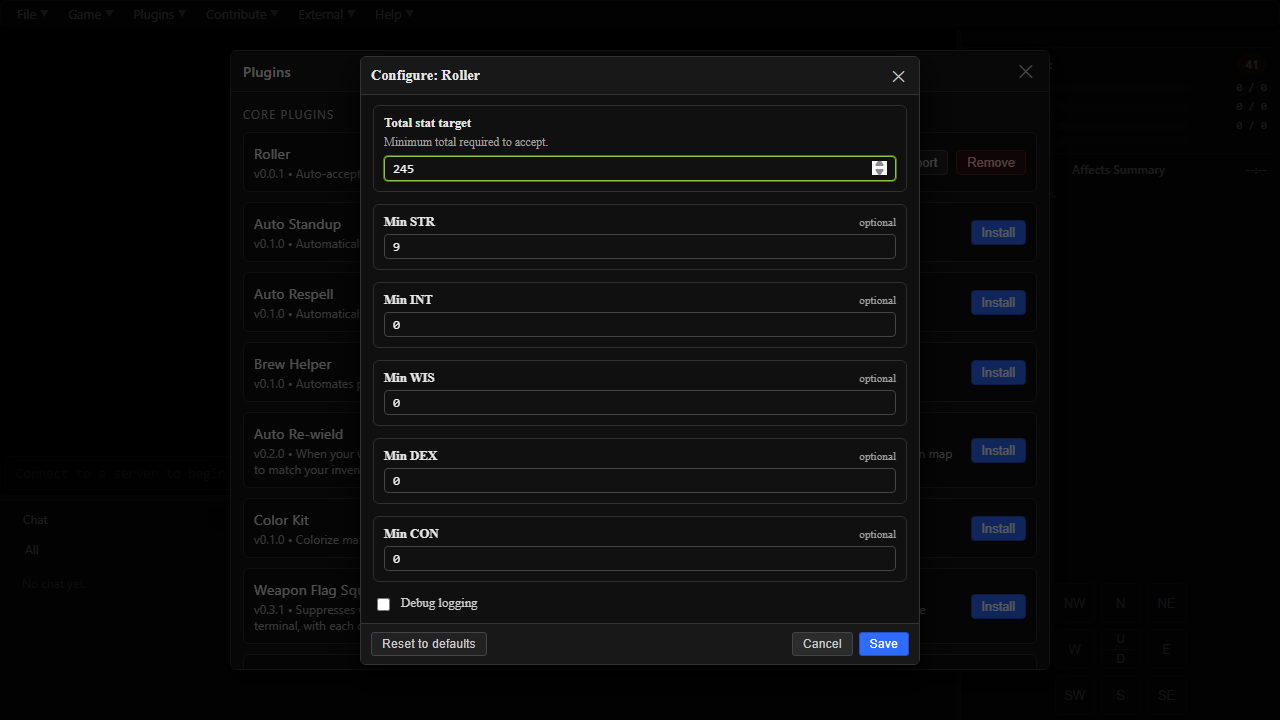 File ▼ Game ▼ Plugins ▼ Contribute ▼ External ▼ Help ▼
Plugins
Configure: Roller
41
0 / 0
0 / 0
0 / 0
CORE PLUGINS
Total stat target
Minimum total required to accept.
245
Roller
v0.0.1 • Auto-accept
ort
Remove
Affects Summary
--:--
Min STR
optional
9
Auto Standup
v0.1.0 • Automatical
Install
Min INT
optional
0
Auto Respell
v0.1.0 • Automatical
Install
Min WIS
optional
0
Brew Helper
v0.1.0 • Automates p
Install
Min DEX
optional
0
Auto Re-wield
v0.2.0 • When your w
n map
to match your inven
Install
Connect to a server to begin
Min CON
optional
0
Color Kit
v0.1.0 • Colorize ma
Install
Chat
All
No chat yet.
Weapon Flag Squ
v0.3.1 • Suppresses
e
terminal, with each c
Install
Debug logging
Reset to defaults
Cancel
Save
NW N NE
W U E
D
SW S SE